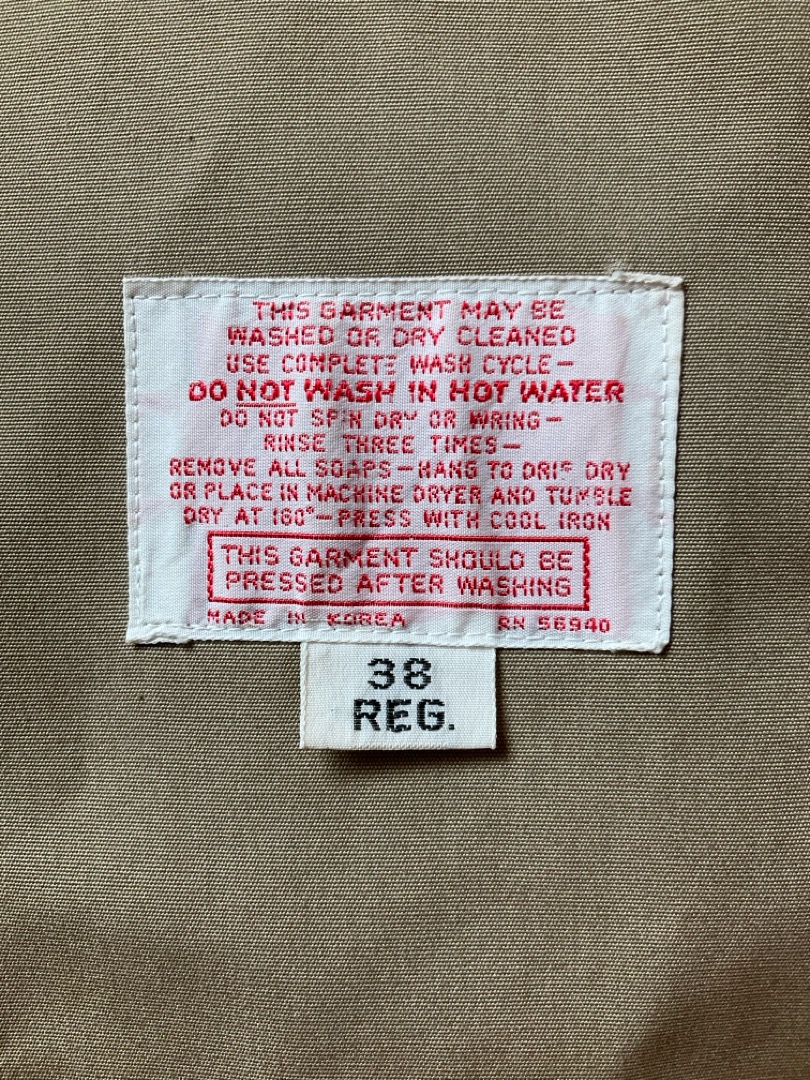 THIS GARMENT MAY BE
WASHED OR DRY CLEANED
USE COMPLETE WASH CYCLE—
DO NOT WASH IN HOT WATER
DO NOT SPIN DRY OR WRING—
RINSE THREE TIMES—
REMOVE ALL SOAPS—HANG TO DRIP DRY
OR PLACE IN MACHINE DRYER AND TUMBLE
DRY AT 160°—PRESS WITH COOL IRON
THIS GARMENT SHOULD BE
PRESSED AFTER WASHING
MADE IN KOREA RN 56940
38
REG.